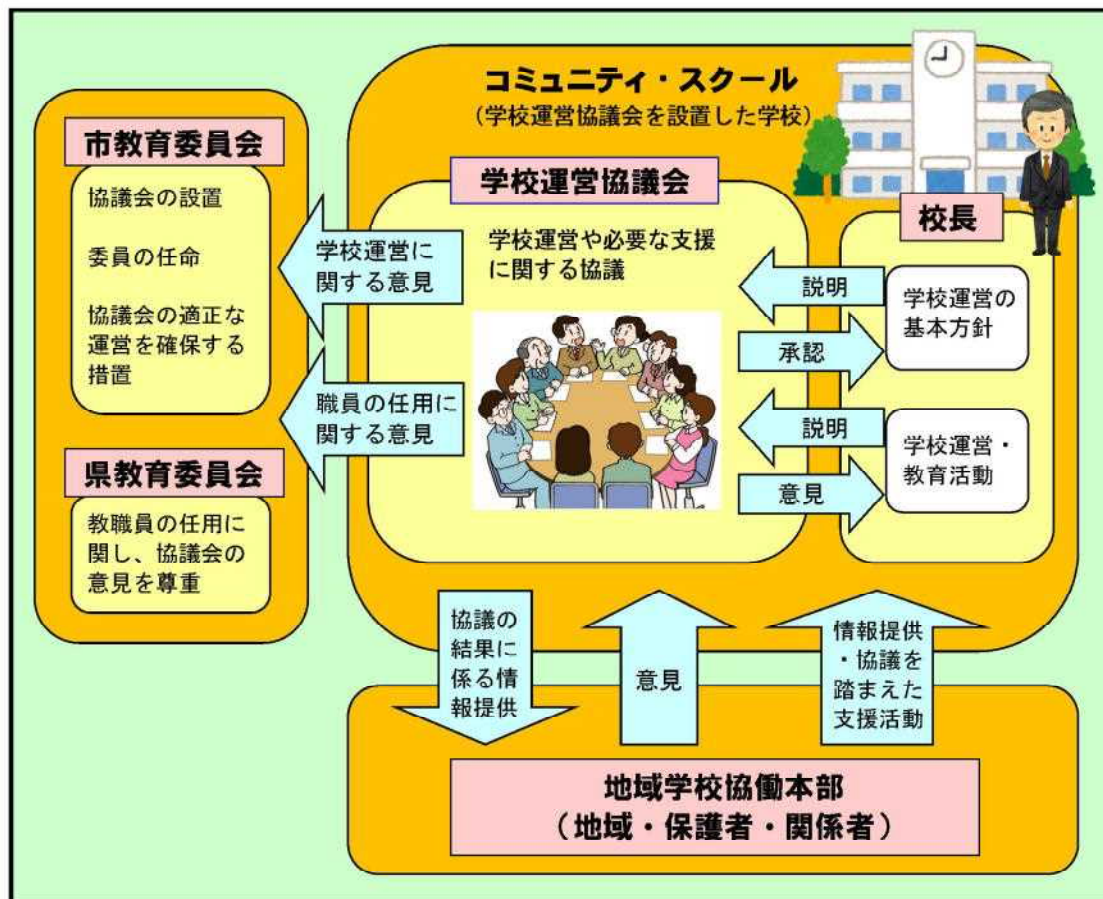 コミュニティ・スクール
(学校運営協議会を設置した学校)
市教育委員会
協議会の設置
委員の任命
協議会の適正な
運営を確保する
措置
県教育委員会
教職員の任用に
関し、協議会の
意見を尊重
学校運営に
関する意見
職員の任用に
関する意見
学校運営協議会
学校運営や必要な支援
に関する協議
説明
承認
説明
意見
校長
学校運営の
基本方針
学校運営・
教育活動
協議の
結果に
係る情
報提供
意見
情報提供
・協議を
踏まえた
支援活動
地域学校協働本部
(地域・保護者・関係者)